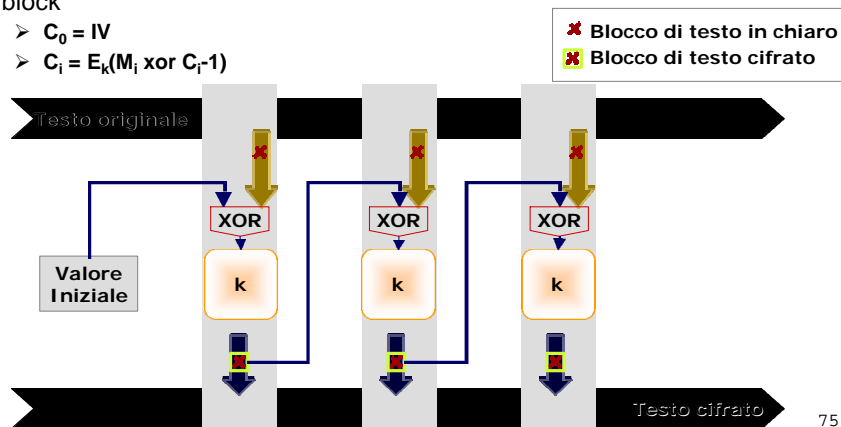 block
➢ C₀ = IV
➢ Cᵢ = Eₖ(Mᵢ xor Cᵢ-1)
Blocco di testo in chiaro
Blocco di testo cifrato
Testo originale
XOR XOR XOR
Valore
Iniziale
k k k
Testo cifrato
75